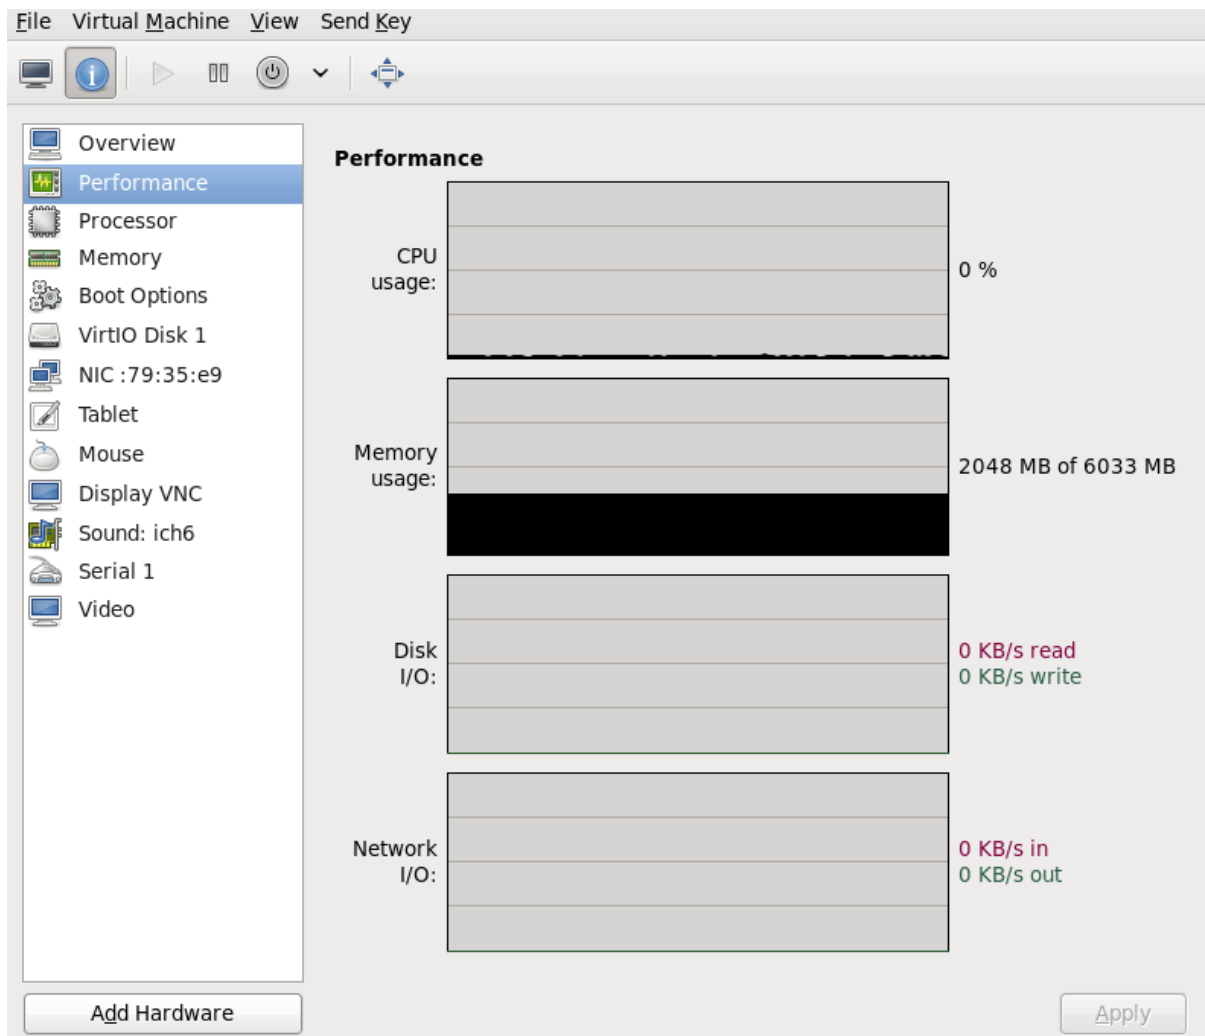 File Virtual Machine View Send Key
Overview
Performance
Processor
Memory
Boot Options
VirtIO Disk 1
NIC :79:35:e9
Tablet
Mouse
Display VNC
Sound: ich6
Serial 1
Video
Add Hardware
Performance
CPU
usage:
0 %
Memory
usage:
2048 MB of 6033 MB
Disk
I/O:
0 KB/s read
0 KB/s write
Network
I/O:
0 KB/s in
0 KB/s out
Apply